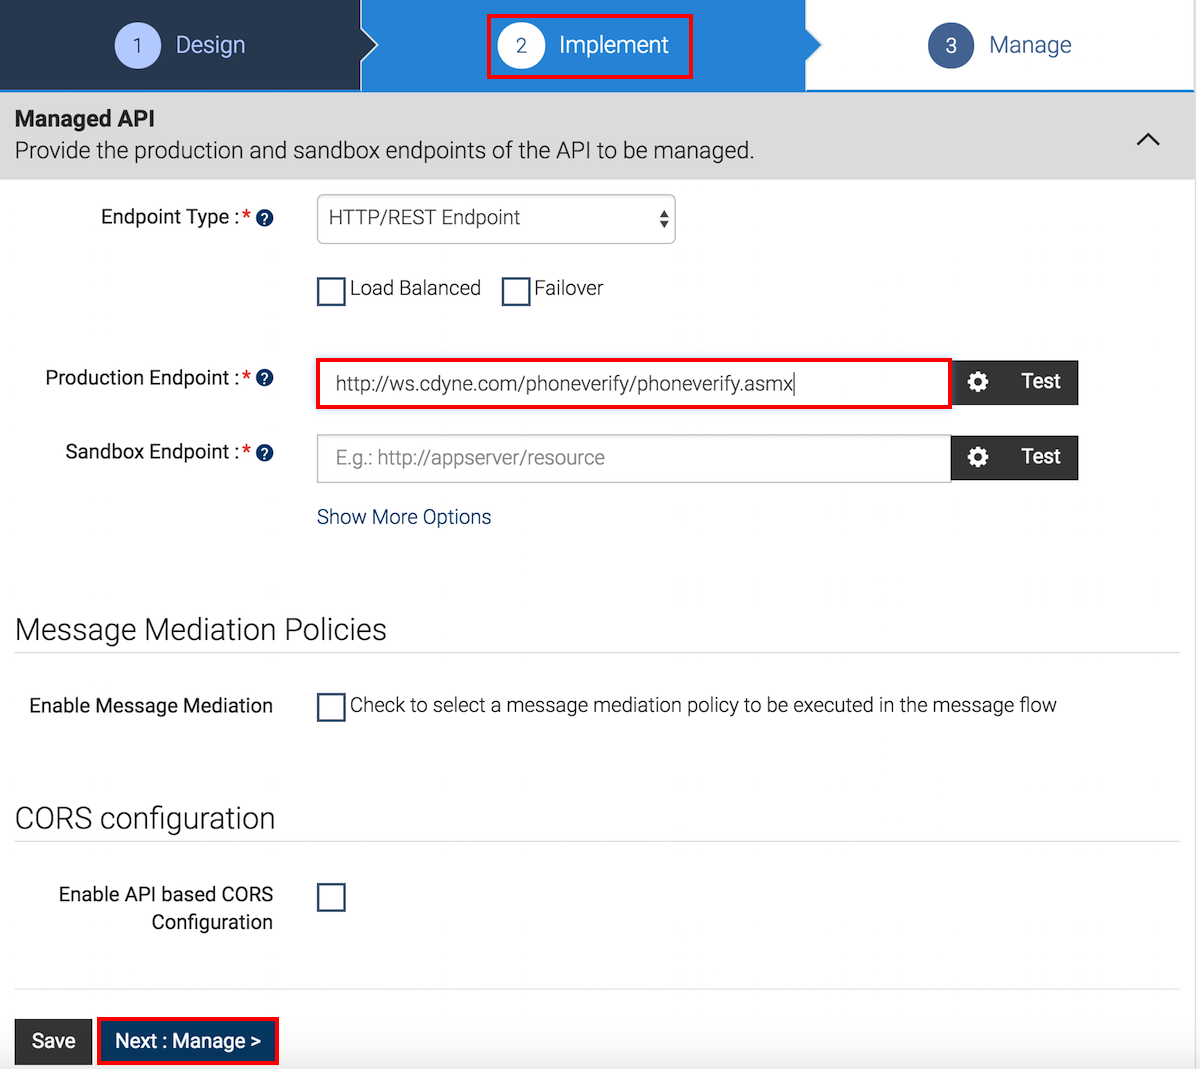 1 Design
2 Implement
3 Manage
Managed API
Provide the production and sandbox endpoints of the API to be managed.
Endpoint Type :* ?
HTTP/REST Endpoint
Load Balanced Failover
Production Endpoint :* ?
http://ws.cdyne.com/phoneverify/phoneverify.asmx
Test
Sandbox Endpoint :* ?
E.g.: http://appserver/resource
Test
Show More Options
Message Mediation Policies
Enable Message Mediation
Check to select a message mediation policy to be executed in the message flow
CORS configuration
Enable API based CORS
Configuration
Save
Next : Manage >